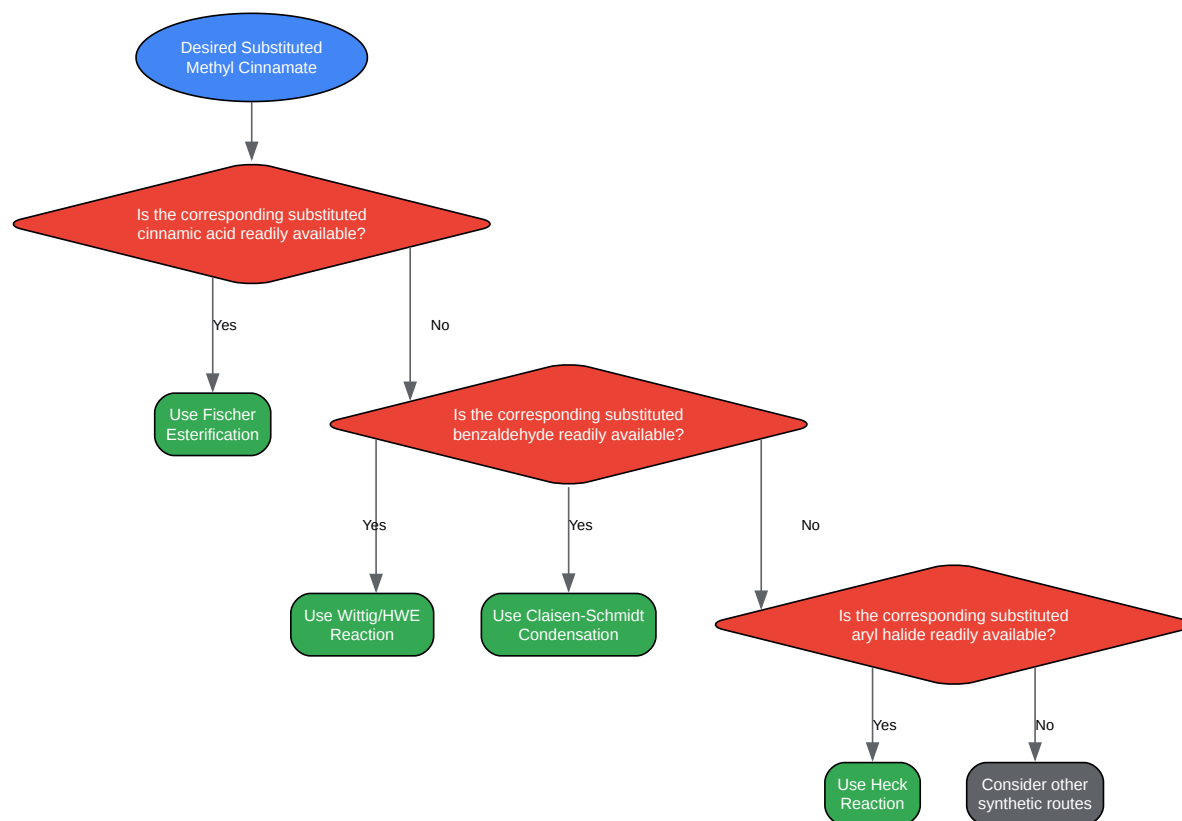 Desired Substituted
Methyl Cinnamate
Is the corresponding substituted
cinnamic acid readily available?
Yes
No
Use Fischer
Esterification
Is the corresponding substituted
benzaldehyde readily available?
Yes
Yes
No
Use Wittig/HWE
Reaction
Use Claisen-Schmidt
Condensation
Is the corresponding substituted
aryl halide readily available?
Yes
No
Use Heck
Reaction
Consider other
synthetic routes